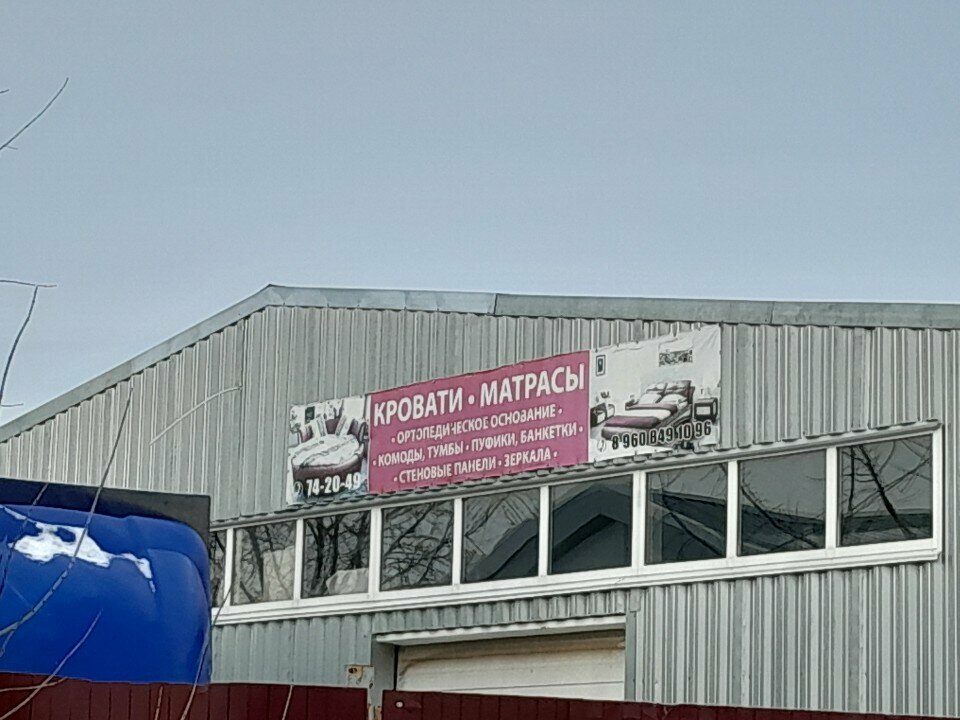 КРОВАТИ • МАТРАСЫ
• ОРТОПЕДИЧЕСКОЕ ОСНОВАНИЕ •
• КОМОДЫ, ТУМБЫ • ПУФИКИ, БАНКЕТКИ •
• СТЕНОВЫЕ ПАНЕЛИ • ЗЕРКАЛА •
74-20-49
8 960 849 10 96